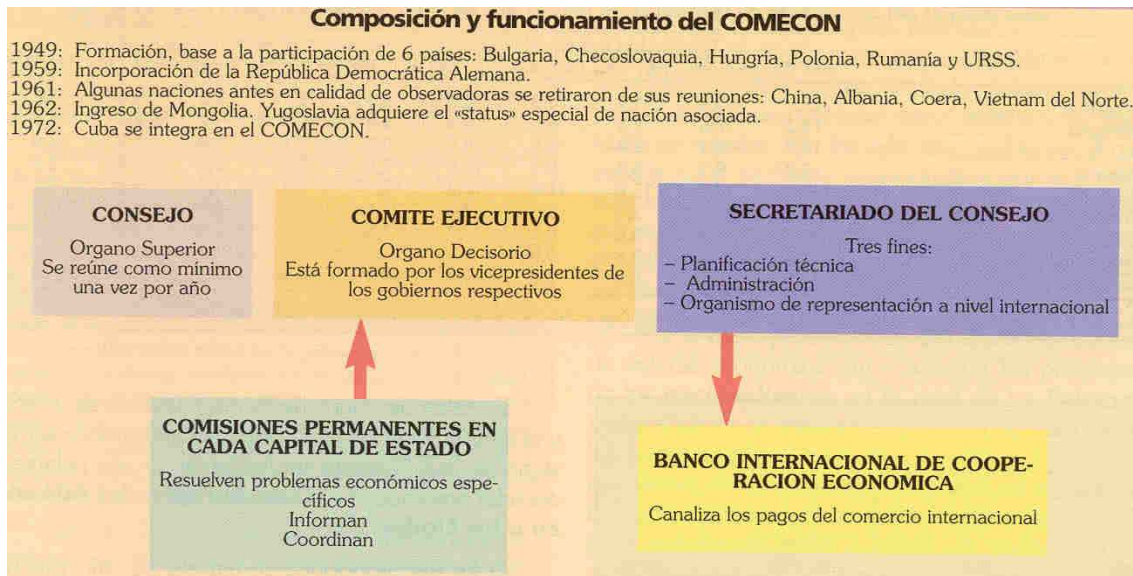 Composición y funcionamiento del COMECON
1949: Formación, base a la participación de 6 países: Bulgaria, Checoslovaquia, Hungría, Polonia, Rumanía y URSS.
1959: Incorporación de la República Democrática Alemana.
1961: Algunas naciones antes en calidad de observadoras se retiraron de sus reuniones: China, Albania, Coera, Vietnam del Norte.
1962: Ingreso de Mongolia. Yugoslavia adquiere el «status» especial de nación asociada.
1972: Cuba se integra en el COMECON.
CONSEJO
Organo Superior
Se reúne como mínimo
una vez por año
COMITE EJECUTIVO
Organo Decisorio
Está formado por los vicepresidentes de
los gobiernos respectivos
SECRETARIADO DEL CONSEJO
Tres fines:
– Planificación técnica
– Administración
– Organismo de representación a nivel internacional
COMISIONES PERMANENTES EN
CADA CAPITAL DE ESTADO
Resuelven problemas económicos espe-
cíficos
Informan
Coordinan
BANCO INTERNACIONAL DE COOPE-
RACION ECONOMICA
Canaliza los pagos del comercio internacional